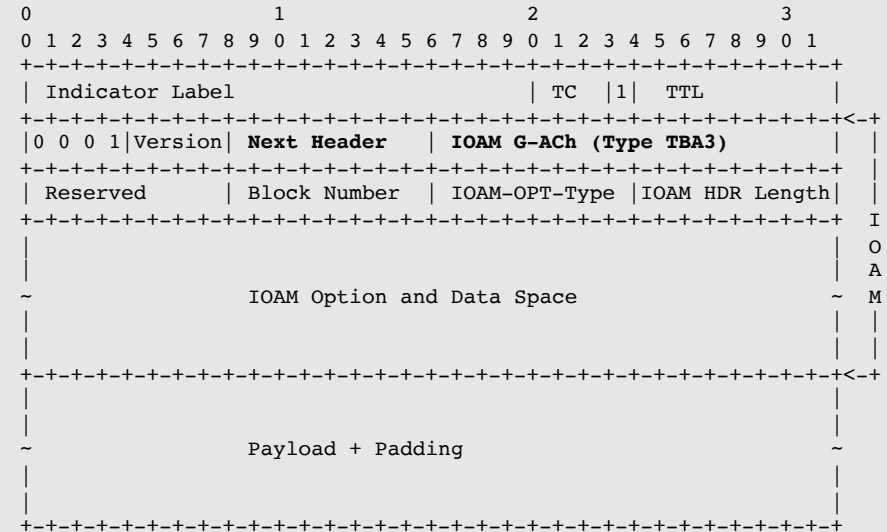 0                   1                   2                   3
0 1 2 3 4 5 6 7 8 9 0 1 2 3 4 5 6 7 8 9 0 1 2 3 4 5 6 7 8 9 0 1
+-+-+-+-+-+-+-+-+-+-+-+-+-+-+-+-+-+-+-+-+-+-+-+-+-+-+-+-+-+-+-+-+
| Indicator Label                       | TC  |1|   TTL         |
+-+-+-+-+-+-+-+-+-+-+-+-+-+-+-+-+-+-+-+-+-+-+-+-+-+-+-+-+-+-+-+-+<-+
|0 0 0 1|Version| Next Header   | IOAM G-ACh (Type TBA3)        |  |
+-+-+-+-+-+-+-+-+-+-+-+-+-+-+-+-+-+-+-+-+-+-+-+-+-+-+-+-+-+-+-+-+  |
| Reserved      | Block Number  | IOAM-OPT-Type |IOAM HDR Length|  |
+-+-+-+-+-+-+-+-+-+-+-+-+-+-+-+-+-+-+-+-+-+-+-+-+-+-+-+-+-+-+-+-+  I
|                                                               |  O
|                                                               |  A
~                 IOAM Option and Data Space                    ~  M
|                                                               |  |
|                                                               |  |
+-+-+-+-+-+-+-+-+-+-+-+-+-+-+-+-+-+-+-+-+-+-+-+-+-+-+-+-+-+-+-+-+<-+
|                                                               |
|                                                               |
~                 Payload + Padding                             ~
|                                                               |
|                                                               |
+-+-+-+-+-+-+-+-+-+-+-+-+-+-+-+-+-+-+-+-+-+-+-+-+-+-+-+-+-+-+-+-+